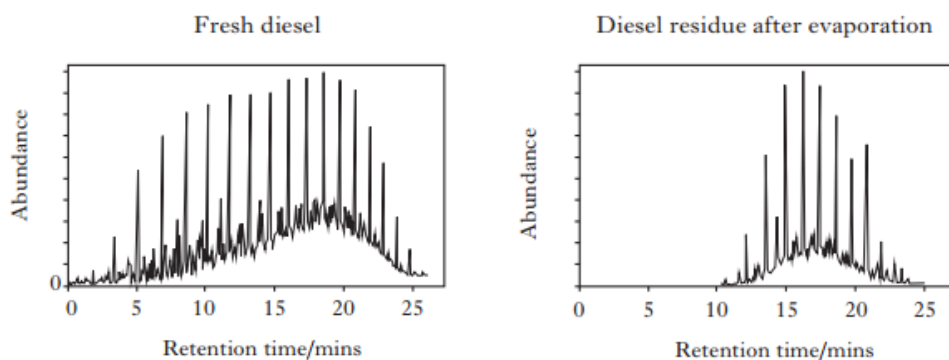 Fresh diesel
Abundance
0
0 5 10 15 20 25
Retention time/mins
Diesel residue after evaporation
Abundance
0 5 10 15 20 25
Retention time/mins